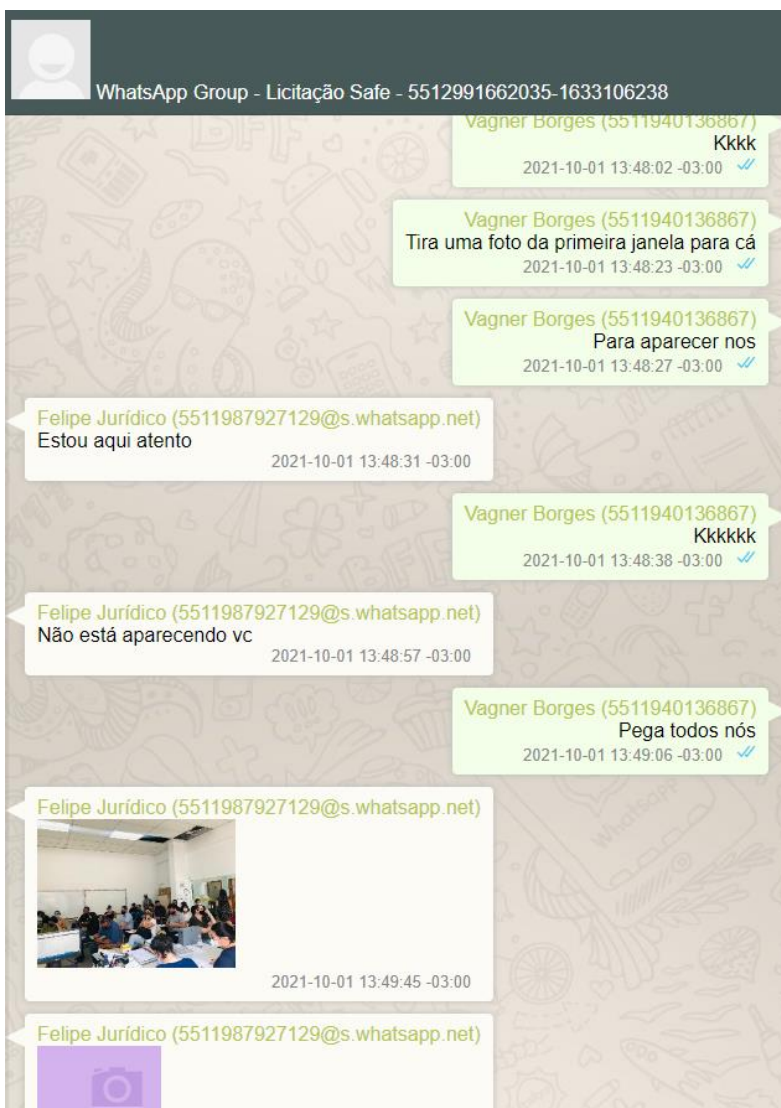 WhatsApp Group - Licitação Safe - 5512991662035-1633106238
Vagner Borges (5511940136867)
Kkkk
2021-10-01 13:48:02 -03:00
Vagner Borges (5511940136867)
Tira uma foto da primeira janela para cá
2021-10-01 13:48:23 -03:00
Vagner Borges (5511940136867)
Para aparecer nos
2021-10-01 13:48:27 -03:00
Felipe Jurídico (5511987927129@s.whatsapp.net)
Estou aqui atento
2021-10-01 13:48:31 -03:00
Vagner Borges (5511940136867)
Kkkkkk
2021-10-01 13:48:38 -03:00
Felipe Jurídico (5511987927129@s.whatsapp.net)
Não está aparecendo vc
2021-10-01 13:48:57 -03:00
Vagner Borges (5511940136867)
Pega todos nós
2021-10-01 13:49:06 -03:00
Felipe Jurídico (5511987927129@s.whatsapp.net)
2021-10-01 13:49:45 -03:00
Felipe Jurídico (5511987927129@s.whatsapp.net)